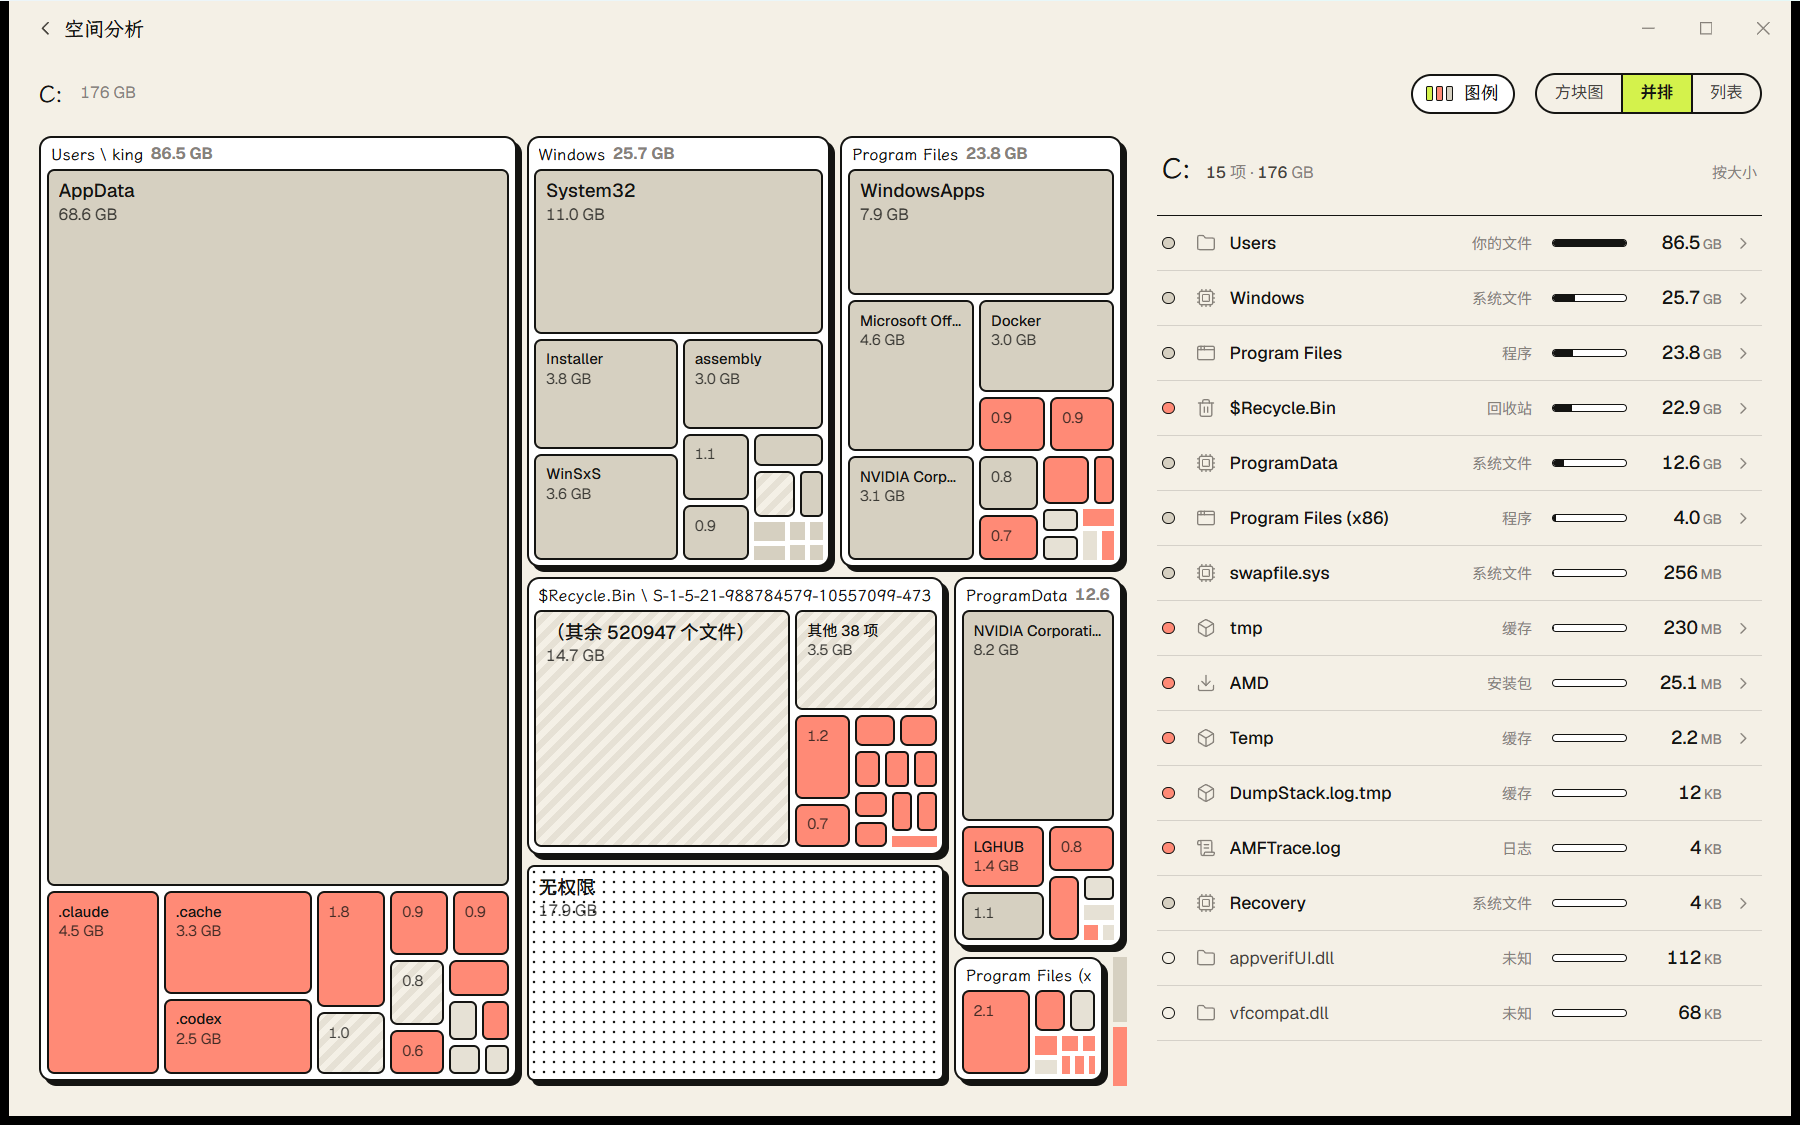 空间分析
C: 176 GB
图例
方块图 并排 列表
Users \ king 86.5 GB
AppData
68.6 GB
.claude
4.5 GB
.cache
3.3 GB
.codex
2.5 GB
1.8
1.0
0.9
0.9
0.8
0.6
Windows 25.7 GB
System32
11.0 GB
Installer
3.8 GB
assembly
3.0 GB
WinSxS
3.6 GB
1.1
0.9
Program Files 23.8 GB
WindowsApps
7.9 GB
Microsoft Off...
4.6 GB
Docker
3.0 GB
0.9
0.9
NVIDIA Corp...
3.1 GB
0.8
0.7
$Recycle.Bin \ S-1-5-21-988784579-10557099-473
（其余 520947 个文件）
14.7 GB
其他 38 项
3.5 GB
1.2
0.7
无权限
17.9 GB
ProgramData 12.6
NVIDIA Corporati...
8.2 GB
LGHUB
1.4 GB
0.8
1.1
Program Files (x
2.1
C: 15 项 · 176 GB 按大小
Users 你的文件 86.5 GB
Windows 系统文件 25.7 GB
Program Files 程序 23.8 GB
$Recycle.Bin 回收站 22.9 GB
ProgramData 系统文件 12.6 GB
Program Files (x86) 程序 4.0 GB
swapfile.sys 系统文件 256 MB
tmp 缓存 230 MB
AMD 安装包 25.1 MB
Temp 缓存 2.2 MB
DumpStack.log.tmp 缓存 12 KB
AMFTrace.log 日志 4 KB
Recovery 系统文件 4 KB
appverifUI.dll 未知 112 KB
vfcompat.dll 未知 68 KB